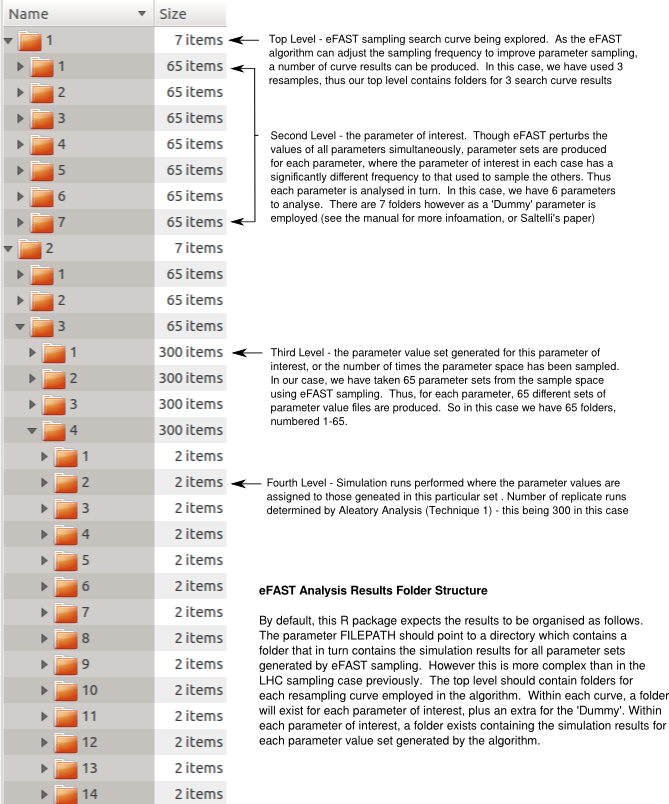 Name Size
1 7 items
1 65 items
2 65 items
3 65 items
4 65 items
5 65 items
6 65 items
7 65 items
2 7 items
1 65 items
2 65 items
3 65 items
1 300 items
2 300 items
3 300 items
4 300 items
1 2 items
2 2 items
3 2 items
4 2 items
5 2 items
6 2 items
7 2 items
8 2 items
9 2 items
10 2 items
11 2 items
12 2 items
13 2 items
14 2 items
Top Level - eFAST sampling search curve being explored. As the eFAST
algorithm can adjust the sampling frequency to improve parameter sampling,
a number of curve results can be produced. In this case, we have used 3
resamples, thus our top level contains folders for 3 search curve results
Second Level - the parameter of interest. Though eFAST perturbs the
values of all parameters simultaneously, parameter sets are produced
for each parameter, where the parameter of interest in each case has a
significantly different frequency to that used to sample the others. Thus
each parameter is analysed in turn. In this case, we have 6 parameters
to analyse. There are 7 folders however as a 'Dummy' parameter is
employed (see the manual for more infoamation, or Saltelli's paper)
Third Level - the parameter value set generated for this parameter of
interest, or the number of times the parameter space has been sampled.
In our case, we have taken 65 parameter sets from the sample space
using eFAST sampling. Thus, for each parameter, 65 different sets of
parameter value files are produced. So in this case we have 65 folders,
numbered 1-65.
Fourth Level - Simulation runs performed where the parameter values are
assigned to those geneated in this particular set . Number of replicate runs
determined by Aleatory Analysis (Technique 1) - this being 300 in this case
eFAST Analysis Results Folder Structure
By default, this R package expects the results to be organised as follows.
The parameter FILEPATH should point to a directory which contains a
folder that in turn contains the simulation results for all parameter sets
generated by eFAST sampling. However this is more complex than in the
LHC sampling case previously. The top level should contain folders for
each resampling curve employed in the algorithm. Within each curve, a folder
will exist for each parameter of interest, plus an extra for the 'Dummy'. Within
each parameter of interest, a folder exists containing the simulation results for
each parameter value set generated by the algorithm.